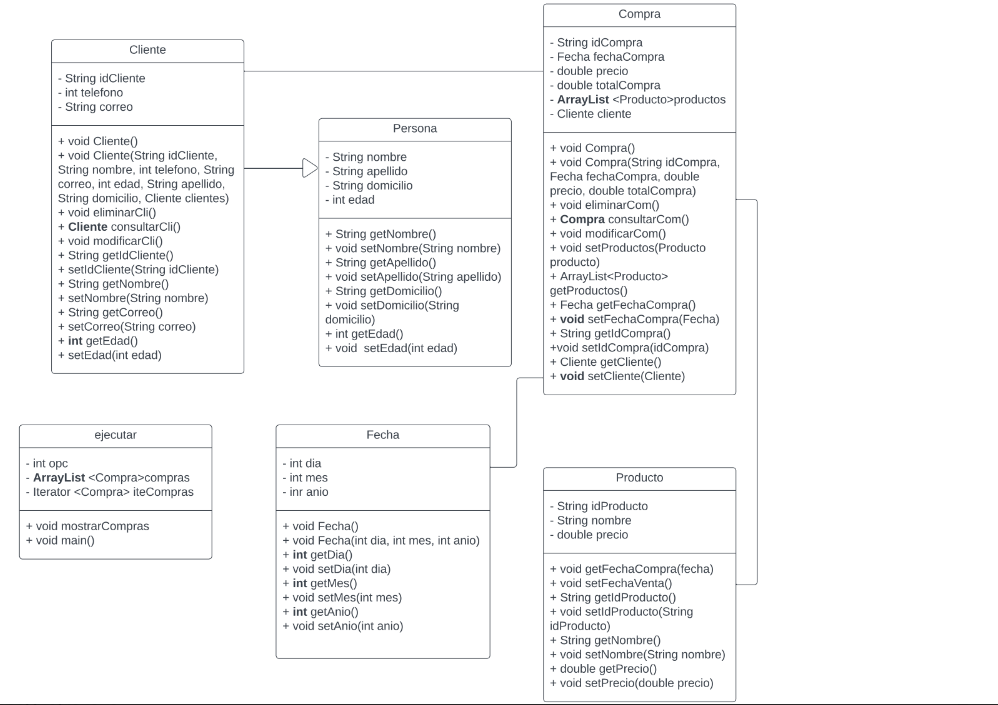 Cliente
- String idCliente
- int telefono
- String correo
+ void Cliente()
+ void Cliente(String idCliente,
String nombre, int telefono, String
correo, int edad, String apellido,
String domicilio, Cliente clientes)
+ void eliminarCli()
+ Cliente consultarCli()
+ void modificarCli()
+ String getIdCliente()
+ setIdCliente(String idCliente)
+ String getNombre()
+ setNombre(String nombre)
+ String getCorreo()
+ setCorreo(String correo)
+ int getEdad()
+ setEdad(int edad)
Persona
- String nombre
- String apellido
- String domicilio
- int edad
+ String getNombre()
+ void setNombre(String nombre)
+ String getApellido()
+ void setApellido(String apellido)
+ String getDomicilio()
+ void setDomicilio(String
domicilio)
+ int getEdad()
+ void  setEdad(int edad)
Compra
- String idCompra
- Fecha fechaCompra
- double precio
- double totalCompra
- ArrayList <Producto>productos
- Cliente cliente
+ void Compra()
+ void Compra(String idCompra,
Fecha fechaCompra, double
precio, double totalCompra)
+ void eliminarCom()
+ Compra consultarCom()
+ void modificarCom()
+ void setProductos(Producto
producto)
+ ArrayList<Producto>
getProductos()
+ Fecha getFechaCompra()
+ void setFechaCompra(Fecha)
+ String getIdCompra()
+void setIdCompra(idCompra)
+ Cliente getCliente()
+ void setCliente(Cliente)
ejecutar
- int opc
- ArrayList <Compra>compras
- Iterator <Compra> iteCompras
+ void mostrarCompras
+ void main()
Fecha
- int dia
- int mes
- inr anio
+ void Fecha()
+ void Fecha(int dia, int mes, int anio)
+ int getDia()
+ void setDia(int dia)
+ int getMes()
+ void setMes(int mes)
+ int getAnio()
+ void setAnio(int anio)
Producto
- String idProducto
- String nombre
- double precio
+ void getFechaCompra(fecha)
+ void setFechaVenta()
+ String getIdProducto()
+ void setIdProducto(String
idProducto)
+ String getNombre()
+ void setNombre(String nombre)
+ double getPrecio()
+ void setPrecio(double precio)